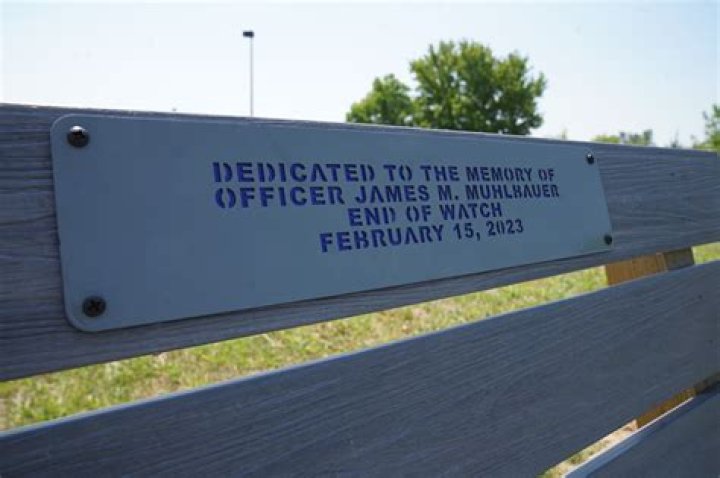 DEDICATED TO THE MEMORY OF
OFFICER JAMES M. MUHLBAUER
END OF WATCH
FEBRUARY 15, 2023